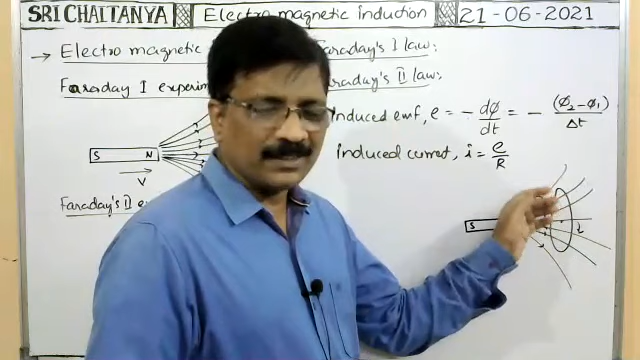 SRI CHAITANYA Electro magnetic induction 21-06-2021
→ Electro magnetic Faraday's I law:
Faraday I experim Faraday's II law:
Induced emf, e = - dφ/dt = - (φ2 - φ1)/Δt
S N
V
Induced current, i = e/R
Faraday's II e
S